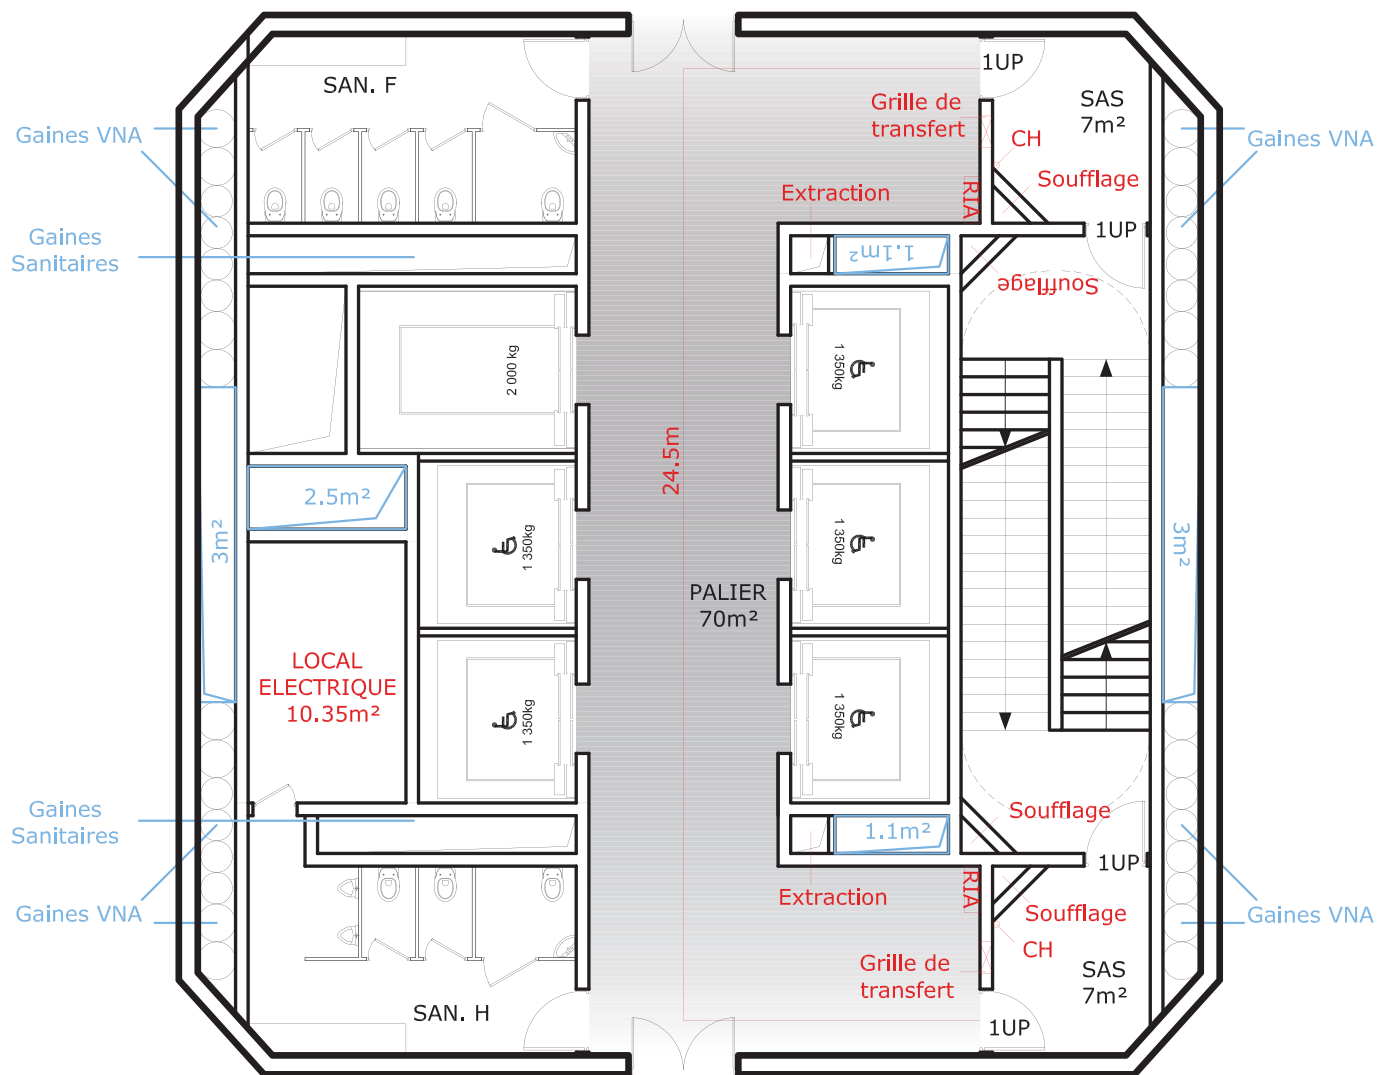 1UP
SAN. F
SAS
7m²
Grille de
transfert
Gaines VNA
CH
Gaines VNA
Soufflage
Extraction
RIA
1UP
Gaines
Sanitaires
1.1m²
Soufflage
2 000 kg
1 350kg
24.5m
2.5m²
3m²
1 350kg
1 350kg
3m²
PALIER
70m²
LOCAL
ELECTRIQUE
10.35m²
1 350kg
1 350kg
Gaines
Sanitaires
Soufflage
1.1m²
1UP
Extraction
RIA
Soufflage
Gaines VNA
Gaines VNA
CH
Grille de
transfert
SAS
7m²
SAN. H
1UP